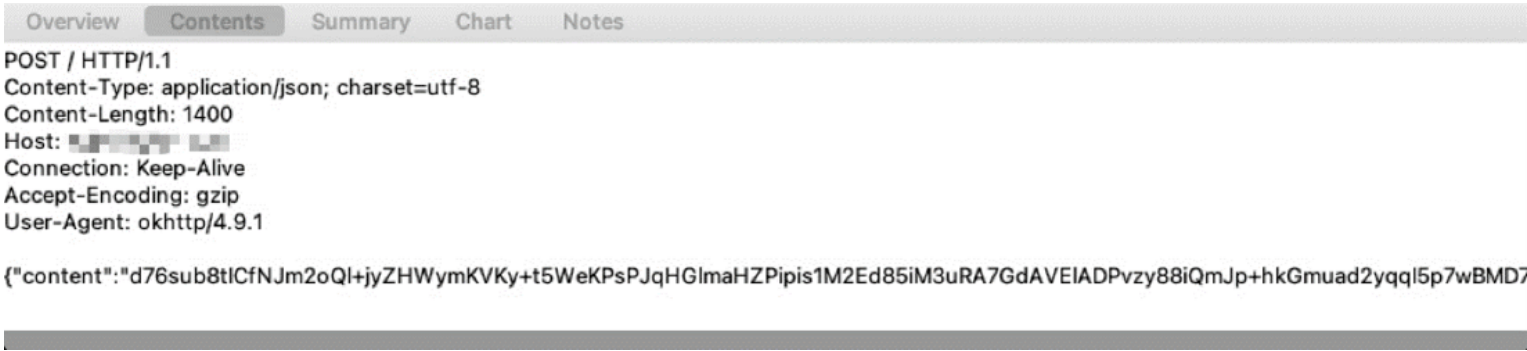 Overview Contents Summary Chart Notes
POST / HTTP/1.1
Content-Type: application/json; charset=utf-8
Content-Length: 1400
Host:
Connection: Keep-Alive
Accept-Encoding: gzip
User-Agent: okhttp/4.9.1
{"content":"d76sub8tlCfNJm2oQl+jyZHWymKVKy+t5WeKPsPJqHGlmaHZPipis1M2Ed85iM3uRA7GdAVElADPvzy88iQmJp+hkGmuad2yqql5p7wBMD7